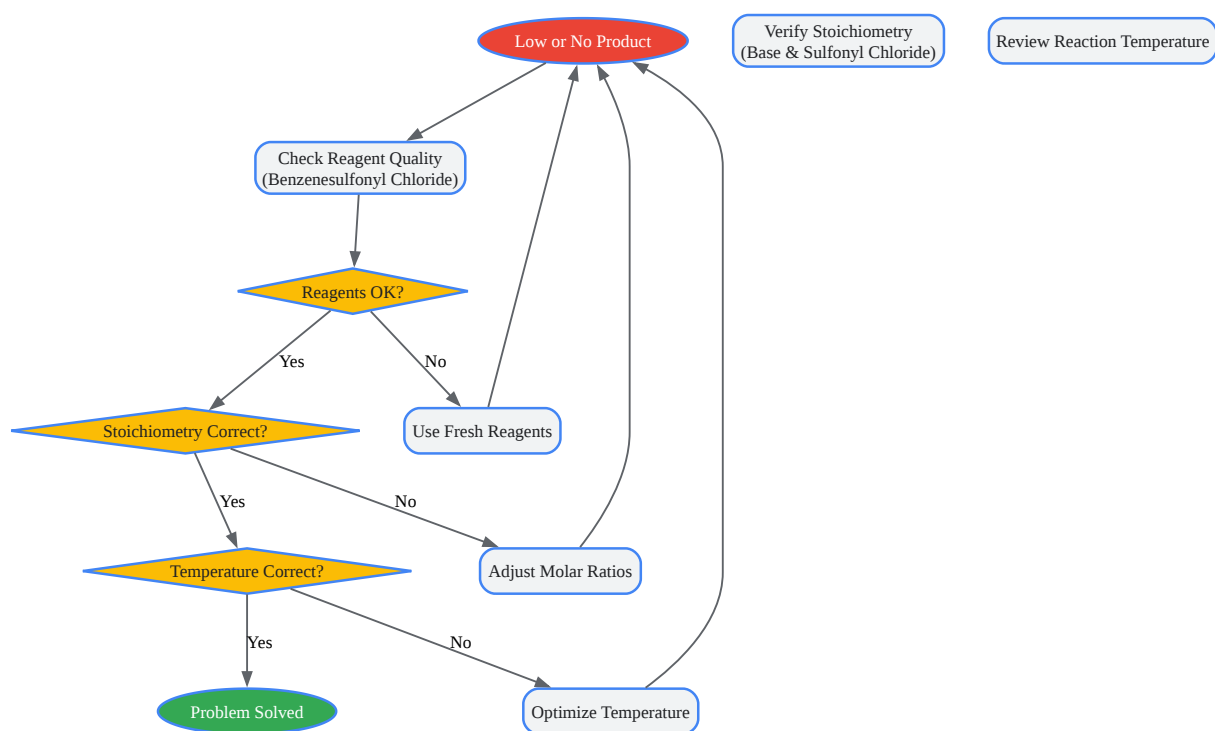 Low or No Product
Verify Stoichiometry
(Base & Sulfonyl Chloride)
Review Reaction Temperature
Check Reagent Quality
(Benzenesulfonyl Chloride)
Reagents OK?
Yes
No
Stoichiometry Correct?
Use Fresh Reagents
Yes
No
Temperature Correct?
Adjust Molar Ratios
Yes
No
Problem Solved
Optimize Temperature